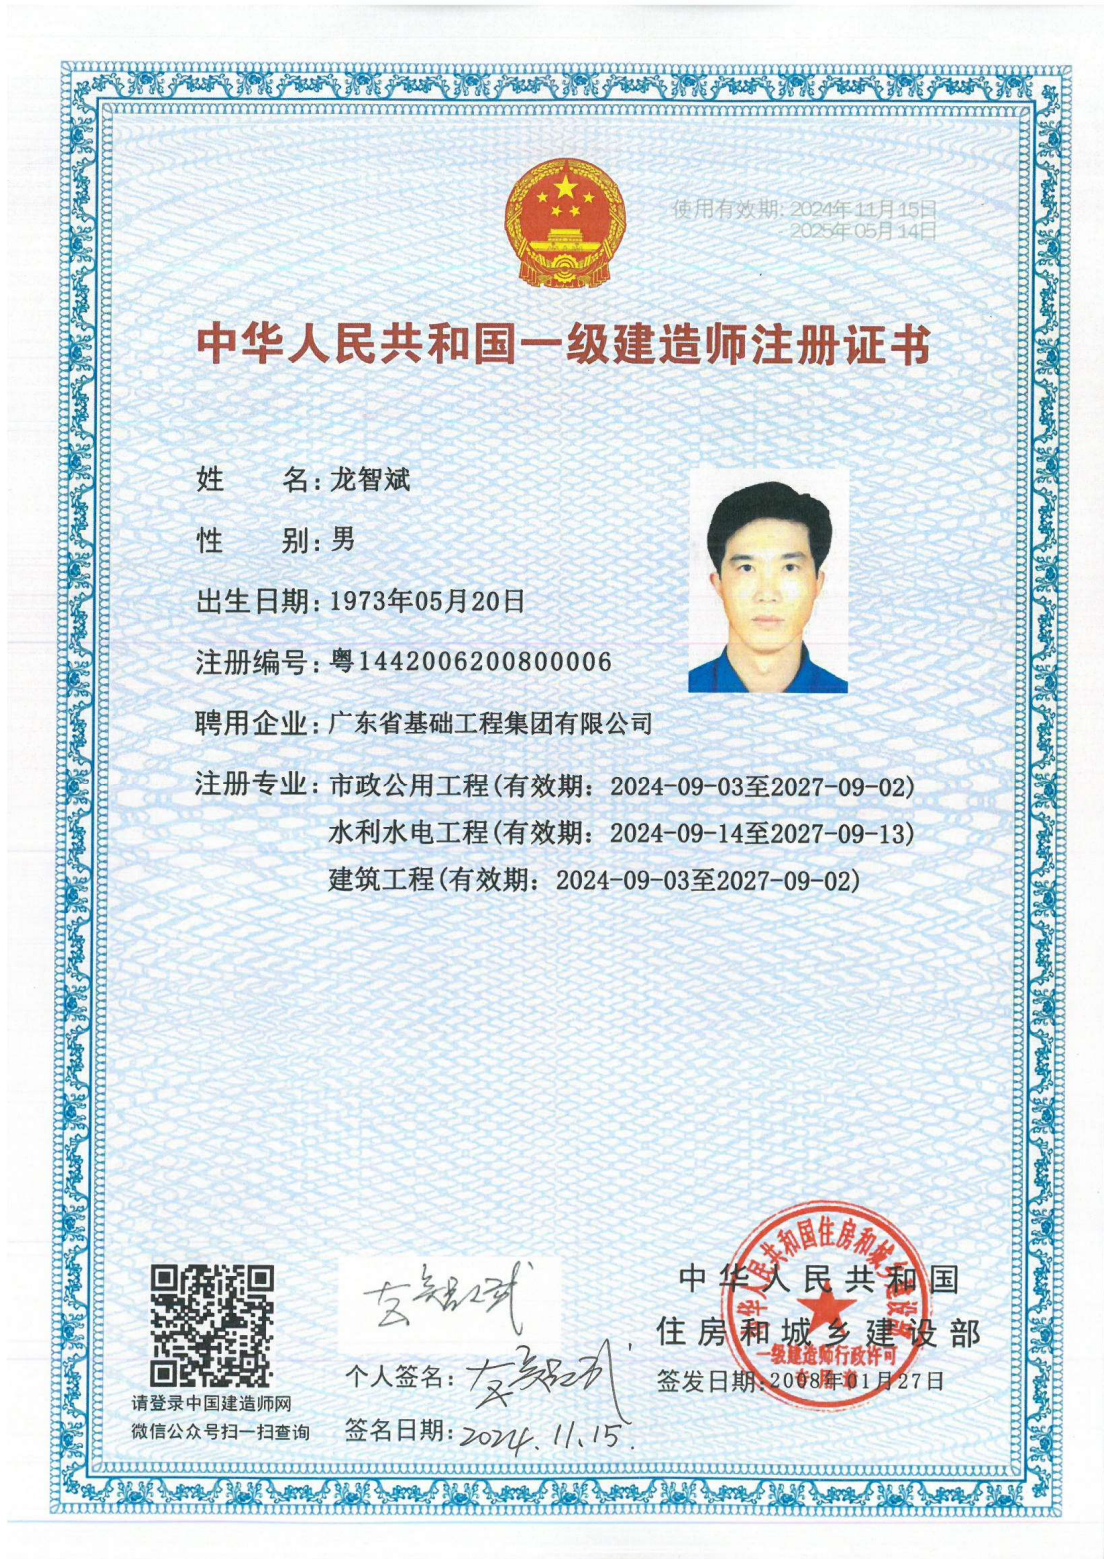 使用有效期: 2024年11月15日
2025年05月14日
中华人民共和国一级建造师注册证书
姓 名: 龙智斌
性 别: 男
出生日期: 1973年05月20日
注册编号: 粤1442006200800006
聘用企业: 广东省基础工程集团有限公司
注册专业: 市政公用工程(有效期: 2024-09-03至2027-09-02)
水利水电工程(有效期: 2024-09-14至2027-09-13)
建筑工程(有效期: 2024-09-03至2027-09-02)
请登录中国建造师网
微信公众号扫一扫查询
龙智斌
个人签名: 龙智斌
签名日期: 2024.11.15.
中华人民共和国
住房和城乡建设部
签发日期: 2008年01月27日
中华人民共和国住房和城乡建设部
一级建造师行政许可
专用章